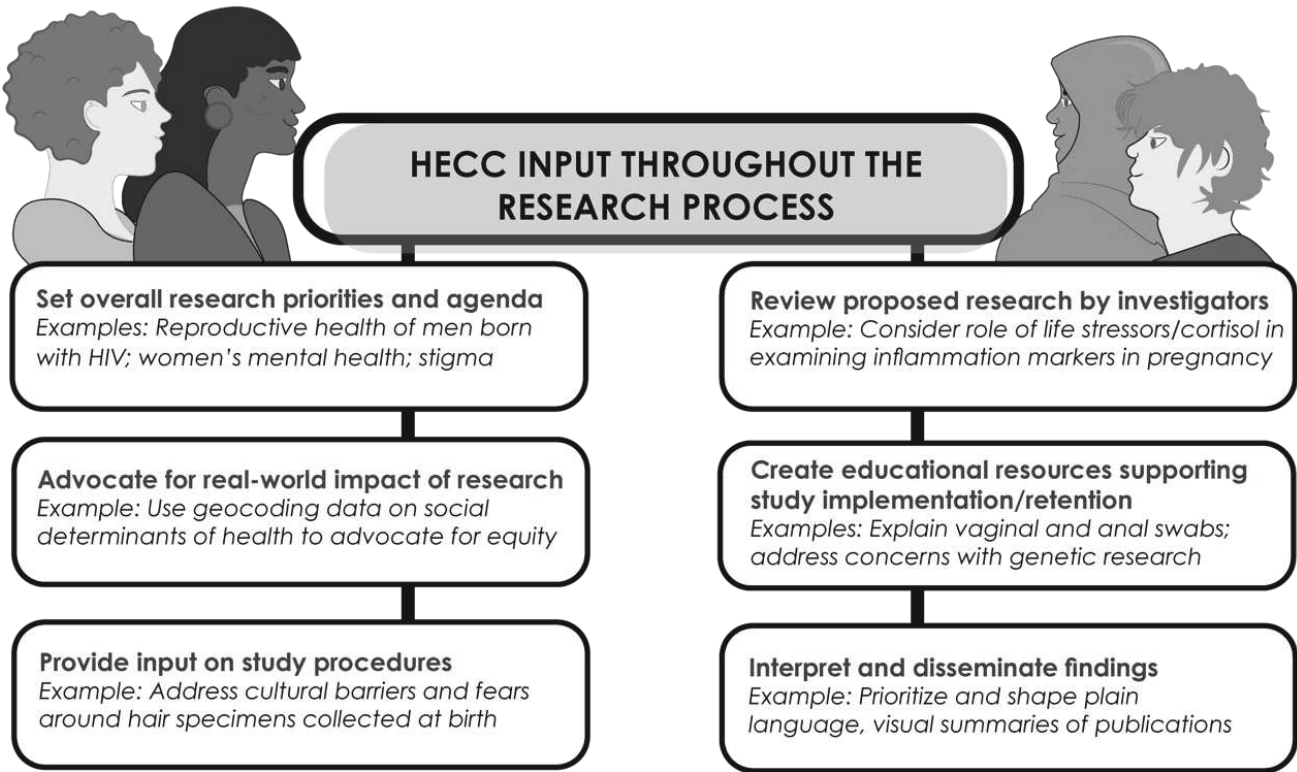 HECC INPUT THROUGHOUT THE
RESEARCH PROCESS
Set overall research priorities and agenda
Examples: Reproductive health of men born
with HIV; women’s mental health; stigma
Advocate for real-world impact of research
Example: Use geocoding data on social
determinants of health to advocate for equity
Provide input on study procedures
Example: Address cultural barriers and fears
around hair specimens collected at birth
Review proposed research by investigators
Example: Consider role of life stressors/cortisol in
examining inflammation markers in pregnancy
Create educational resources supporting
study implementation/retention
Examples: Explain vaginal and anal swabs;
address concerns with genetic research
Interpret and disseminate findings
Example: Prioritize and shape plain
language, visual summaries of publications